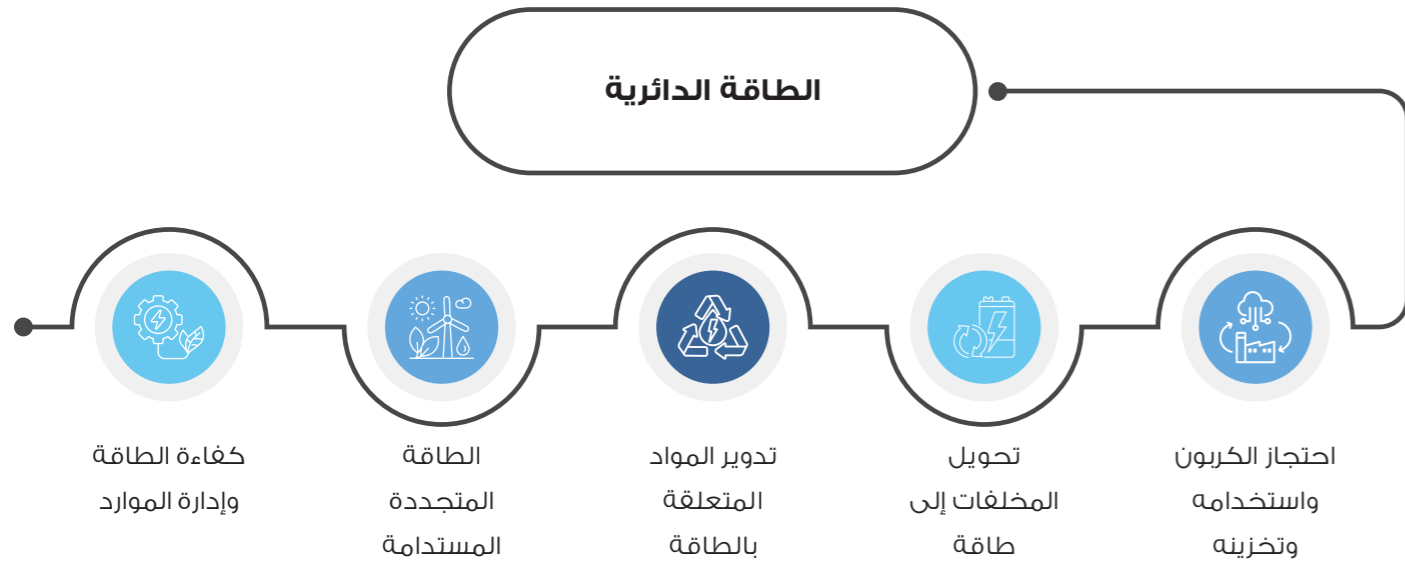 الطاقة الدائرية
احتجاز الكربون
واستخدامه
وتخزينه
تحويل
المخلفات إلى
طاقة
تدوير المواد
المتعلقة
بالطاقة
الطاقة
المتجددة
المستدامة
كفاءة الطاقة
وإدارة الموارد